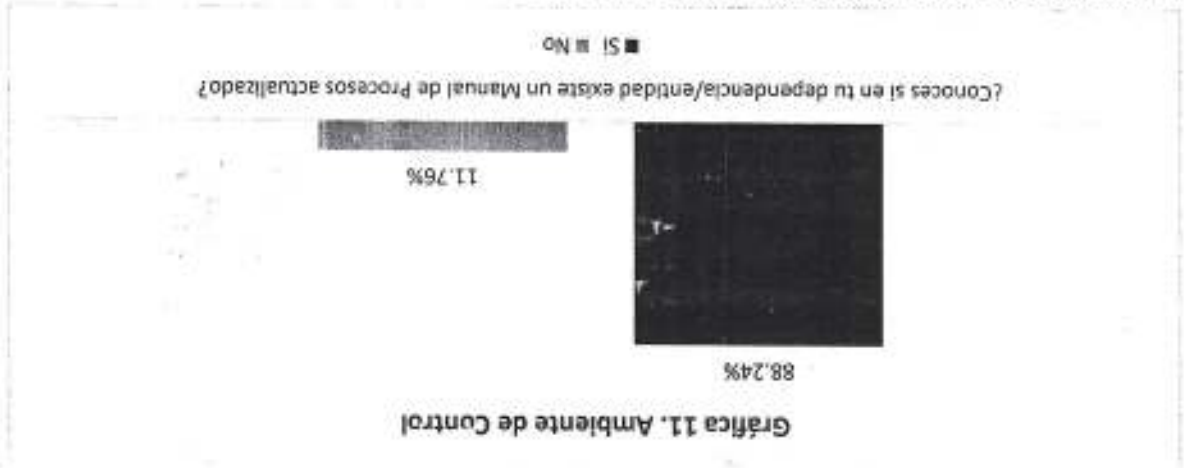 Gráfica 11. Ambiente de Control
88.24%
11.76%
¿Conoces si en tu dependencia/entidad existe un Manual de Procesos actualizado?
Si No